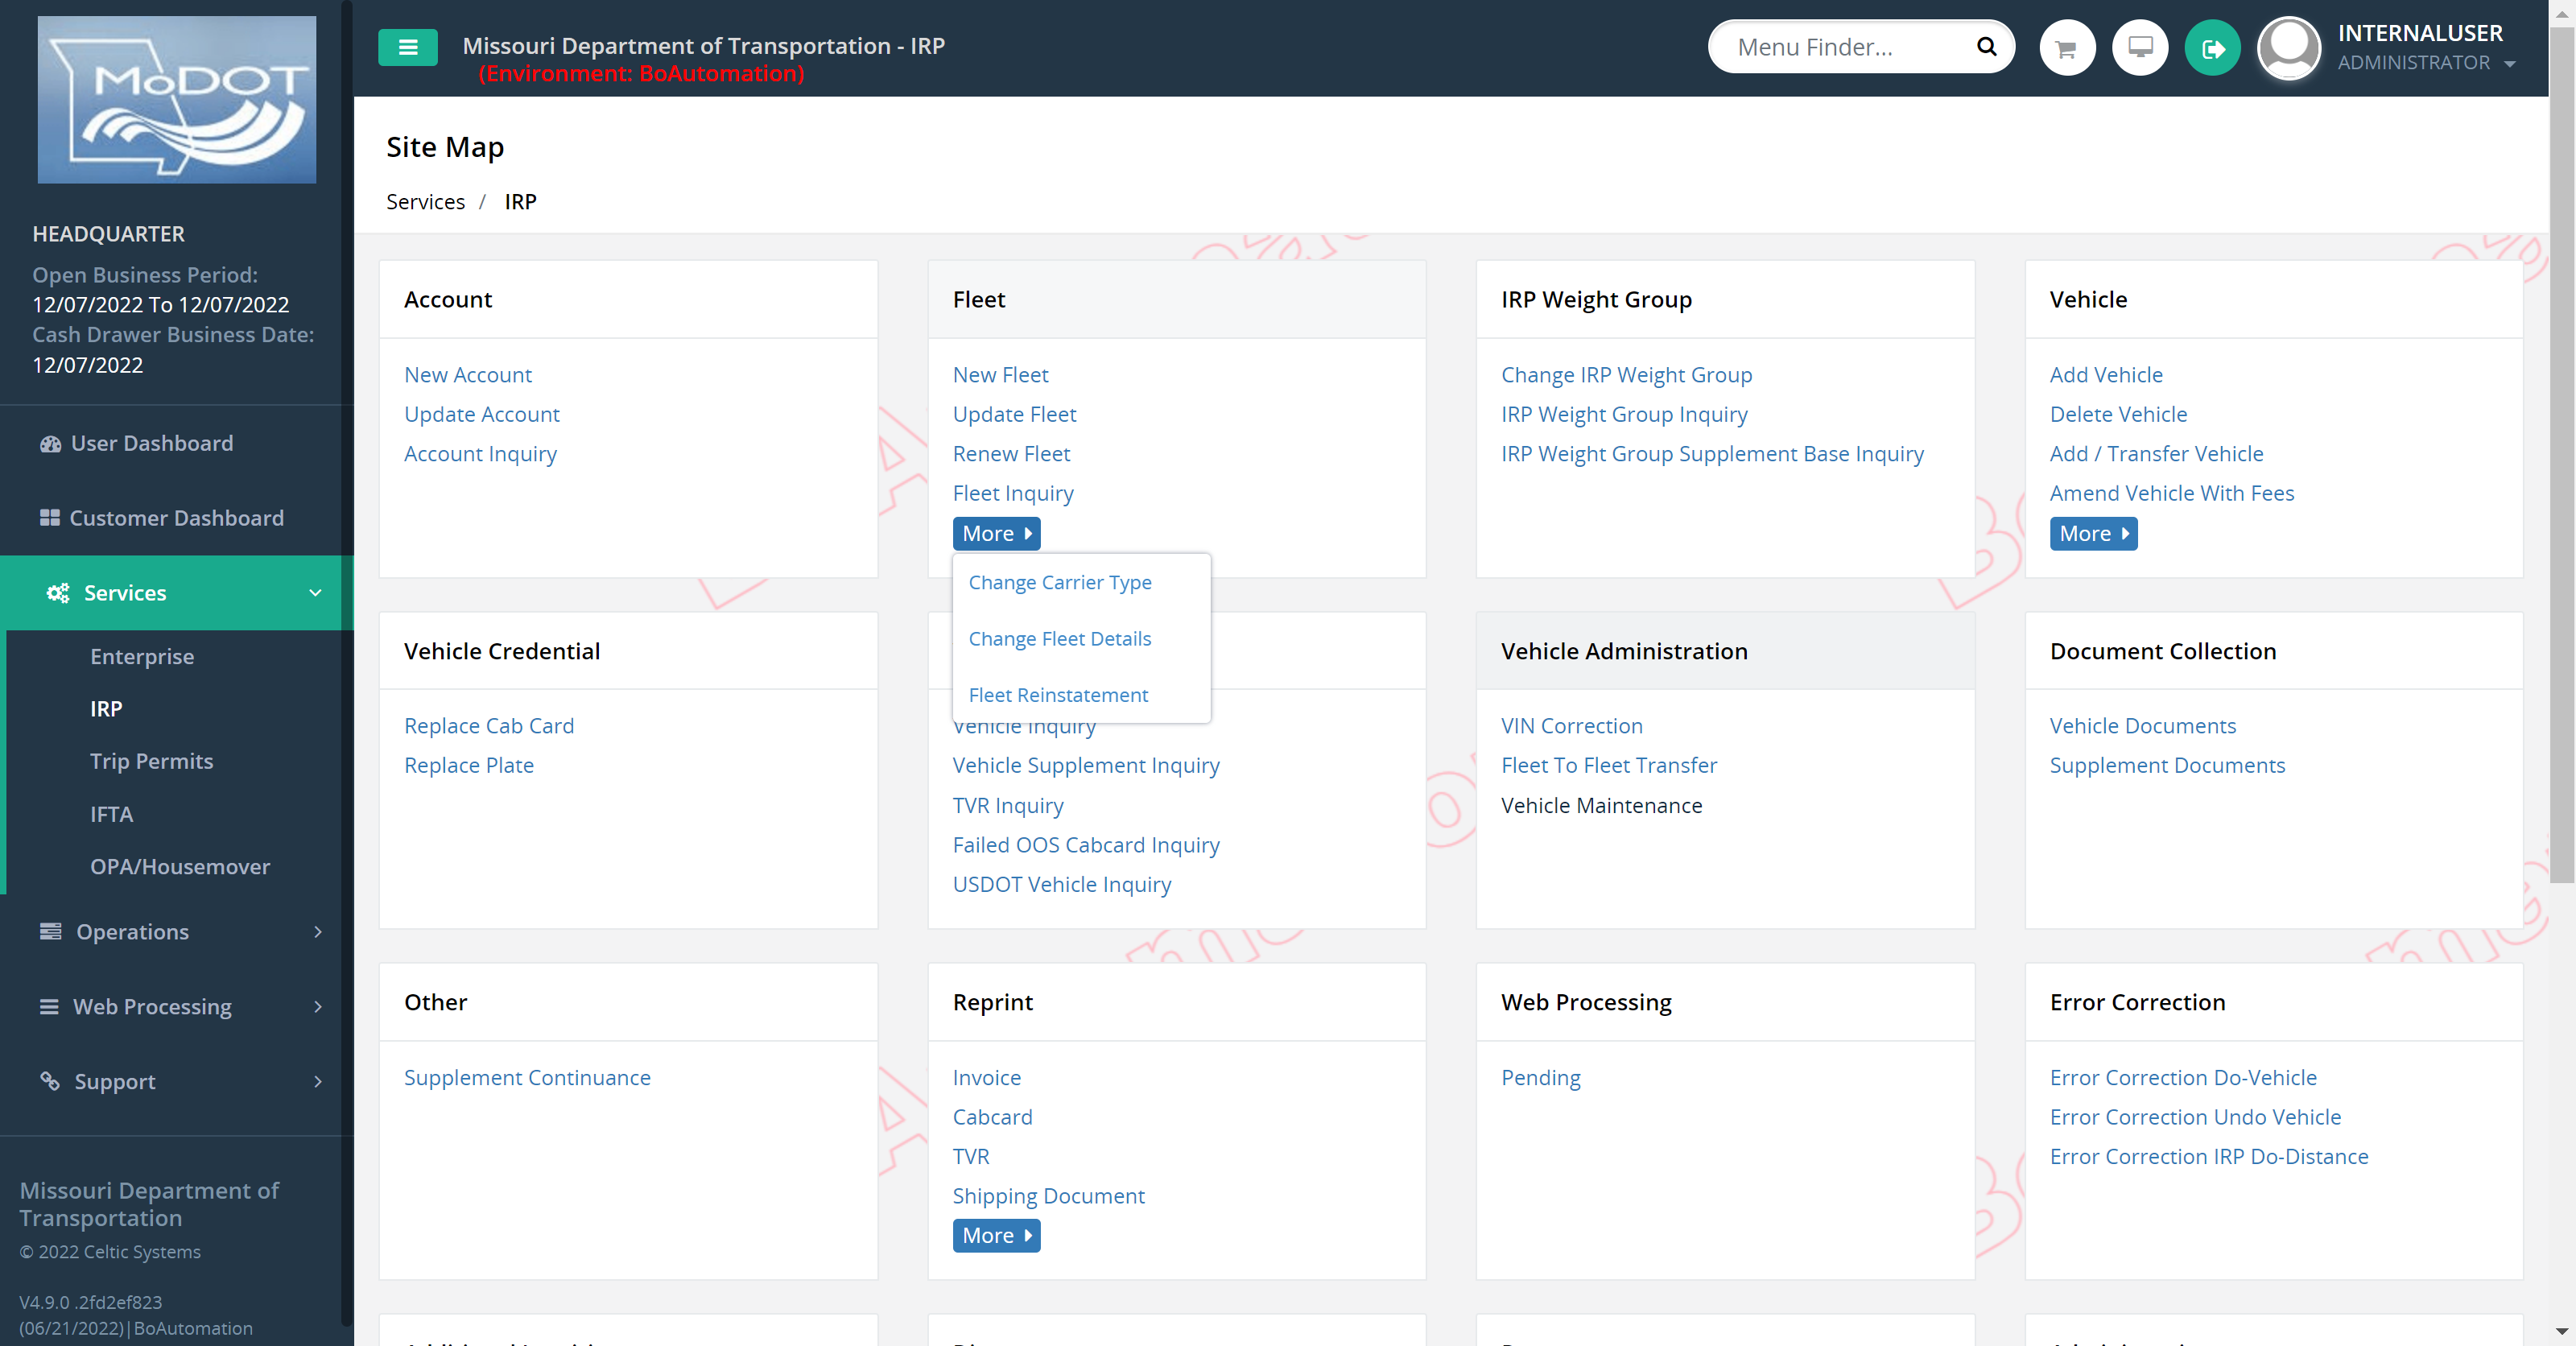 MoDOT
HEADQUARTER
Open Business Period:
12/07/2022 To 12/07/2022
Cash Drawer Business Date:
12/07/2022
User Dashboard
Customer Dashboard
Services
Enterprise
IRP
Trip Permits
IFTA
OPA/Housemover
Operations
Web Processing
Support
Missouri Department of
Transportation
© 2022 Celtic Systems
V4.9.0 .2fd2ef823
(06/21/2022)|BoAutomation
Missouri Department of Transportation - IRP
(Environment: BoAutomation)
Menu Finder...
INTERNALUSER
ADMINISTRATOR
Site Map
Services / IRP
Account
New Account
Update Account
Account Inquiry
Fleet
New Fleet
Update Fleet
Renew Fleet
Fleet Inquiry
More
Change Carrier Type
Change Fleet Details
Fleet Reinstatement
IRP Weight Group
Change IRP Weight Group
IRP Weight Group Inquiry
IRP Weight Group Supplement Base Inquiry
Vehicle
Add Vehicle
Delete Vehicle
Add / Transfer Vehicle
Amend Vehicle With Fees
More
Vehicle Credential
Replace Cab Card
Replace Plate
Vehicle Inquiry
Vehicle Supplement Inquiry
TVR Inquiry
Failed OOS Cabcard Inquiry
USDOT Vehicle Inquiry
Vehicle Administration
VIN Correction
Fleet To Fleet Transfer
Vehicle Maintenance
Document Collection
Vehicle Documents
Supplement Documents
Other
Supplement Continuance
Reprint
Invoice
Cabcard
TVR
Shipping Document
More
Web Processing
Pending
Error Correction
Error Correction Do-Vehicle
Error Correction Undo Vehicle
Error Correction IRP Do-Distance